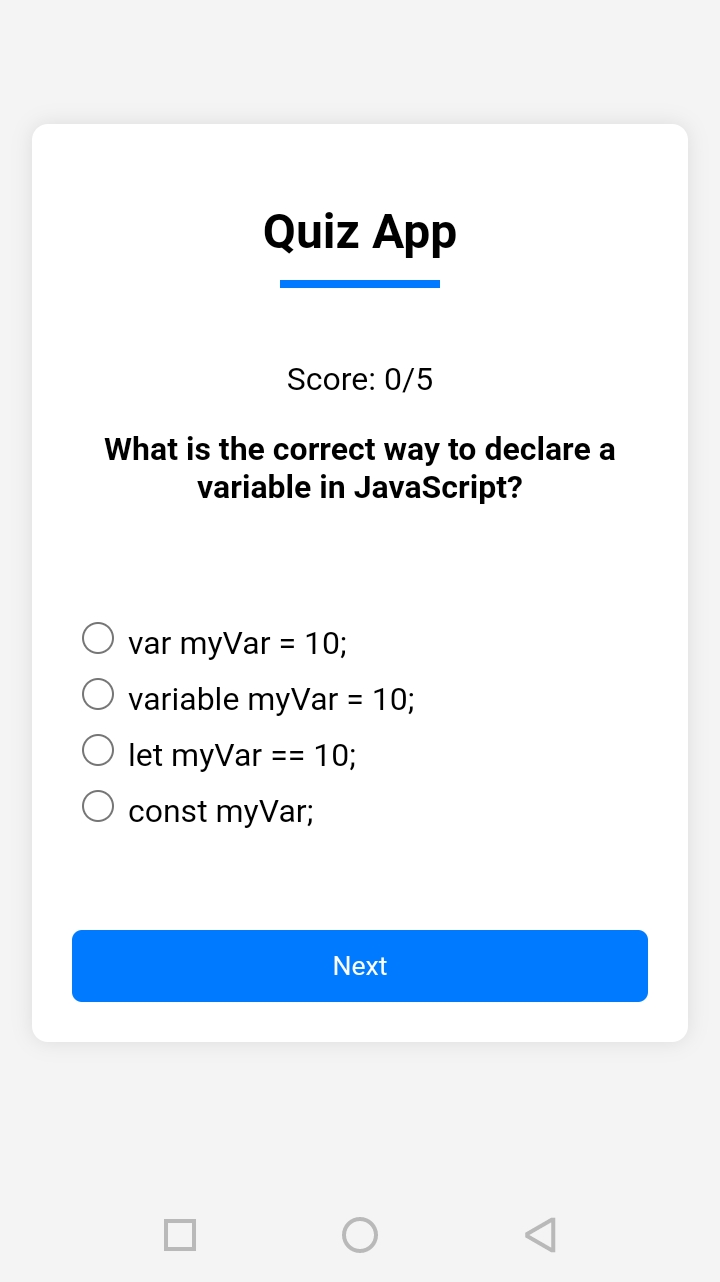 Quiz App
Score: 0/5
What is the correct way to declare a
variable in JavaScript?
var myVar = 10;
variable myVar = 10;
let myVar == 10;
const myVar;
Next